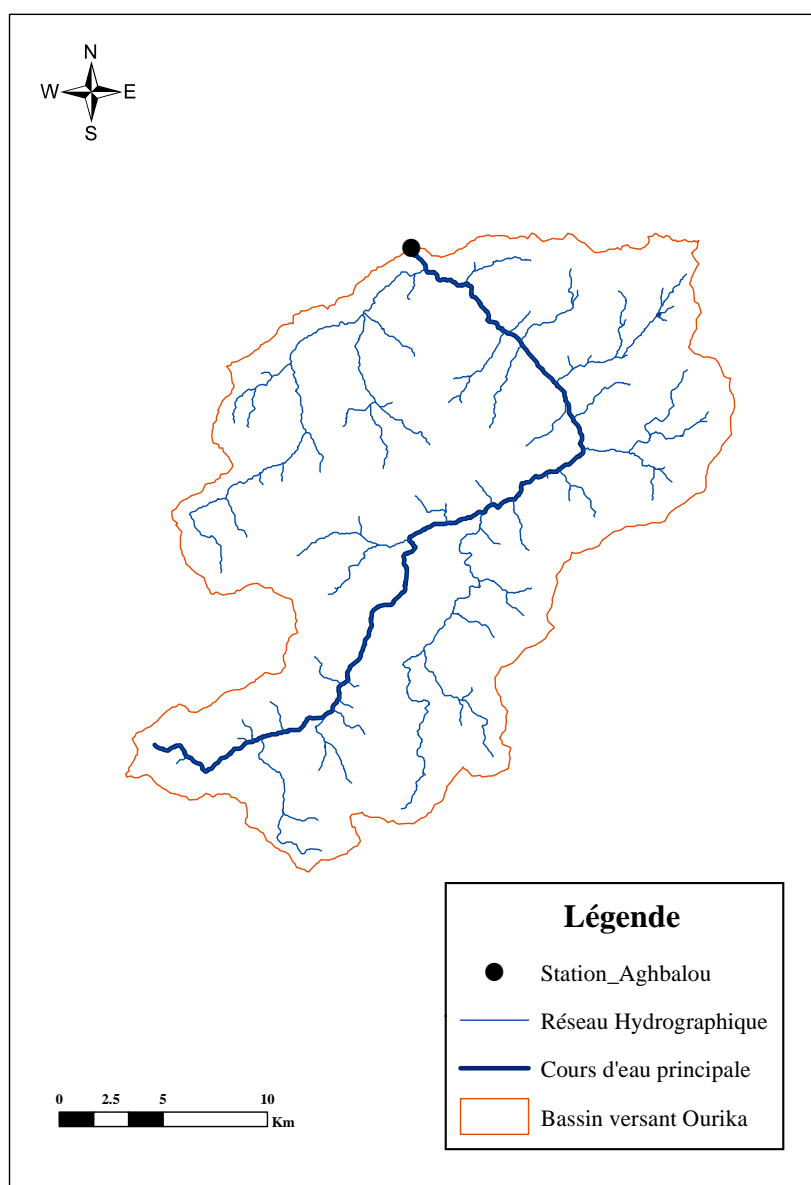 N
W E
S
Légende
Station_Aghbalou
Réseau Hydrographique
Cours d'eau principale
Bassin versant Ourika
0 2.5 5 10
Km